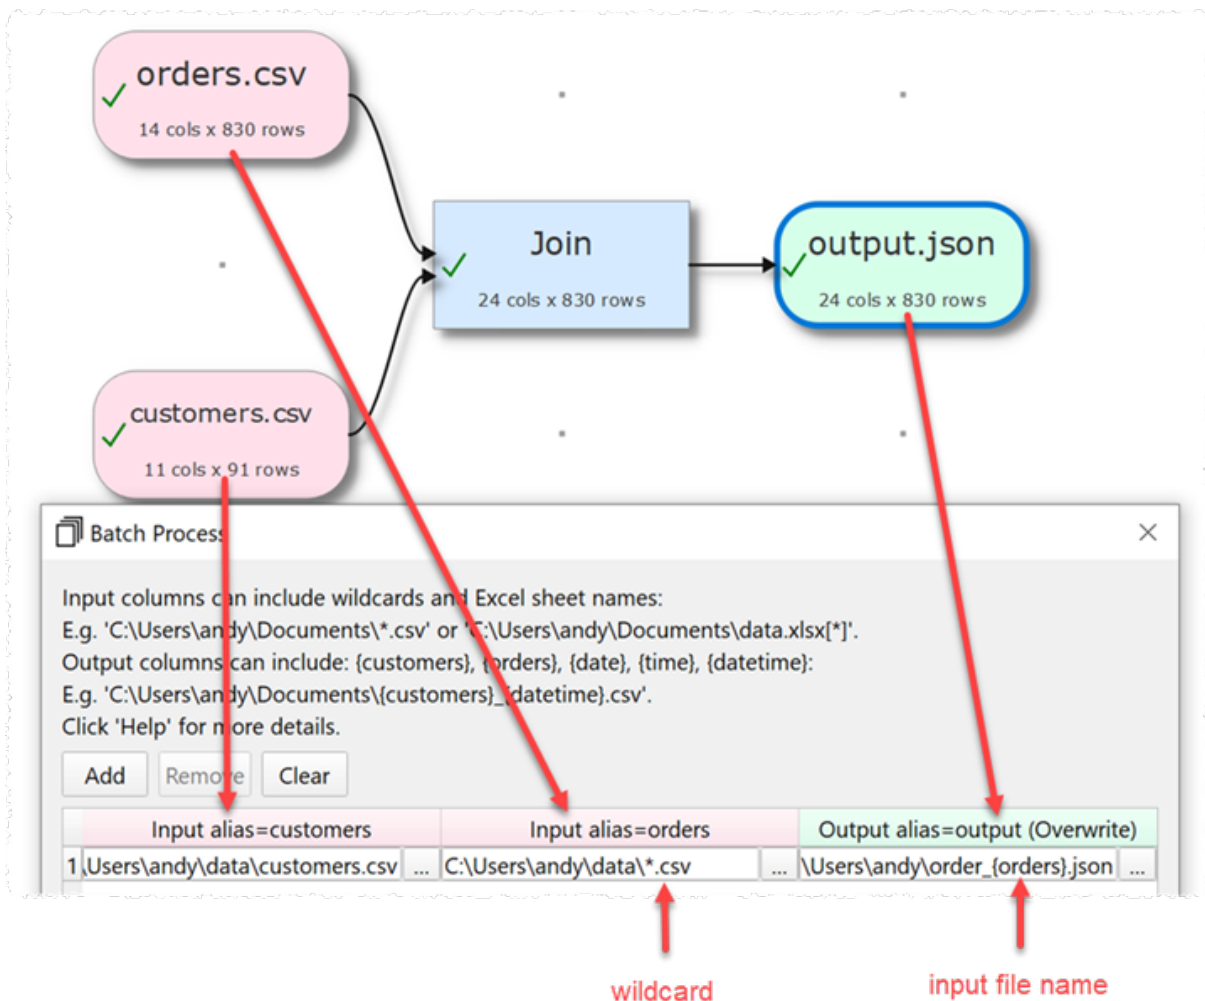 orders.csv
14 cols x 830 rows
Join
24 cols x 830 rows
output.json
24 cols x 830 rows
customers.csv
11 cols x 91 rows
Batch Process
Input columns can include wildcards and Excel sheet names:
E.g. 'C:\Users\andy\Documents\*.csv' or 'C:\Users\andy\Documents\data.xlsx[*]'.
Output columns can include: {customers}, {orders}, {date}, {time}, {datetime}:
E.g. 'C:\Users\andy\Documents\{customers}_{datetime}.csv'.
Click 'Help' for more details.
Add Remove Clear
Input alias=customers Input alias=orders Output alias=output (Overwrite)
1 \Users\andy\data\customers.csv ... C:\Users\andy\data\*.csv ... \Users\andy\order_{orders}.json ...
wildcard input file name